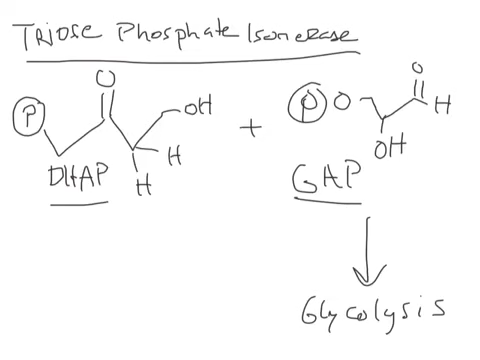 Triose Phosphate Isomerase
O
P
OH
H
H
DHAP
+
P O
O
H
OH
GAP
Glycolysis